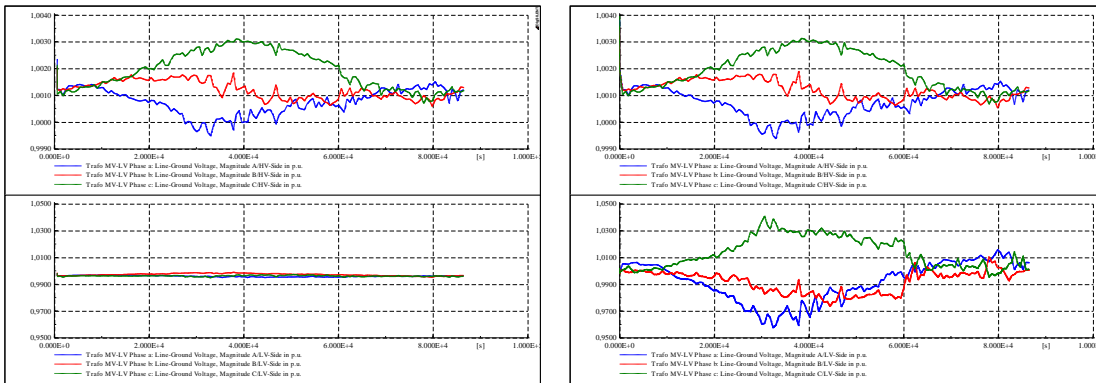 1,0040
1,0030
1,0020
1,0010
1,0000
0,9990
0.000E+0 2.000E+4 4.000E+4 6.000E+4 8.000E+4 [s] 1.000E+
Trafo MV-LV Phase a: Line-Ground Voltage, Magnitude A/HV-Side in p.u.
Trafo MV-LV Phase b: Line-Ground Voltage, Magnitude B/HV-Side in p.u.
Trafo MV-LV Phase c: Line-Ground Voltage, Magnitude C/HV-Side in p.u.
1,0500
1,0300
1,0100
0,9900
0,9700
0,9500
0.000E+0 2.000E+4 4.000E+4 6.000E+4 8.000E+4 [s] 1.000E+
Trafo MV-LV Phase a: Line-Ground Voltage, Magnitude A/LV-Side in p.u.
Trafo MV-LV Phase b: Line-Ground Voltage, Magnitude B/LV-Side in p.u.
Trafo MV-LV Phase c: Line-Ground Voltage, Magnitude C/LV-Side in p.u.
1,0040
1,0030
1,0020
1,0010
1,0000
0,9990
0.000E+0 2.000E+4 4.000E+4 6.000E+4 8.000E+4 [s] 1.000
Trafo MV-LV Phase a: Line-Ground Voltage, Magnitude A/HV-Side in p.u.
Trafo MV-LV Phase b: Line-Ground Voltage, Magnitude B/HV-Side in p.u.
Trafo MV-LV Phase c: Line-Ground Voltage, Magnitude C/HV-Side in p.u.
1,0500
1,0300
1,0100
0,9900
0,9700
0,9500
0.000E+0 2.000E+4 4.000E+4 6.000E+4 8.000E+4 [s] 1.000
Trafo MV-LV Phase a: Line-Ground Voltage, Magnitude A/LV-Side in p.u.
Trafo MV-LV Phase b: Line-Ground Voltage, Magnitude B/LV-Side in p.u.
Trafo MV-LV Phase c: Line-Ground Voltage, Magnitude C/LV-Side in p.u.